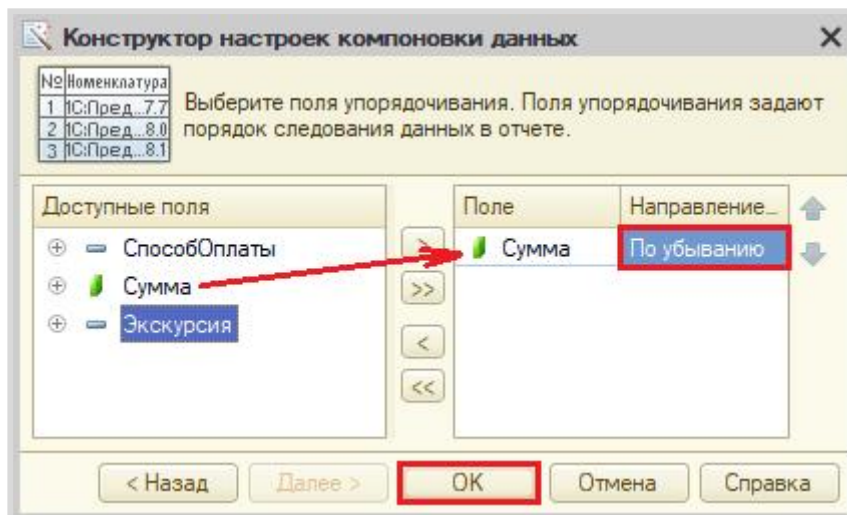 Конструктор настроек компоновки данных
№ Номенклатура
1 1С:Пред...7.7
2 1С:Пред...8.0
3 1С:Пред...8.1
Выберите поля упорядочивания. Поля упорядочивания задают
порядок следования данных в отчете.
Доступные поля
СпособОплаты
Сумма
Экскурсия
>
>>
<
<<
Поле Направление...
Сумма По убыванию
< Назад Далее > ОК Отмена Справка